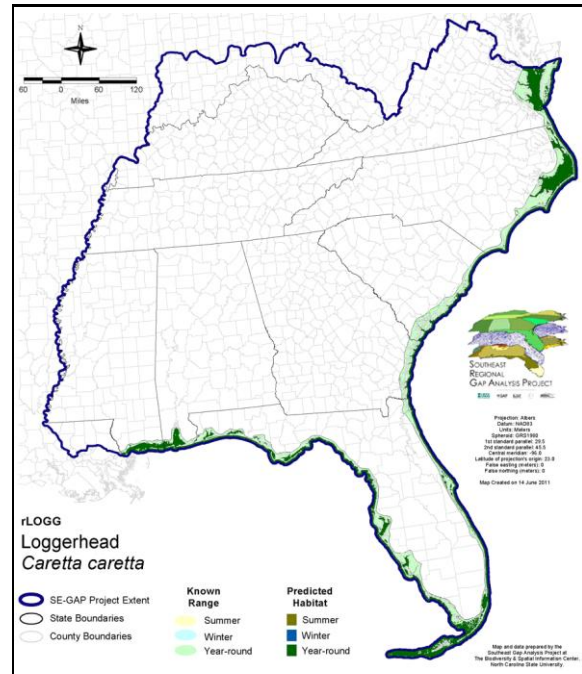 N
60 0 60 120
Miles
SOUTHEAST
REGIONAL
GAP ANALYSIS PROJECT
Projection: Albers
Datum: NAD83
Units: Meters
Spheroid: GRS1980
1st standard parallel: 29.5
2nd standard parallel: 45.5
Central meridian: -96.0
Latitude of projection's origin: 23.0
False easting (meters): 0
False northing (meters): 0
Map Created on 14 June 2011
rLOGG
Loggerhead
Caretta caretta
SE-GAP Project Extent
State Boundaries
County Boundaries
Known
Range
Summer
Winter
Year-round
Predicted
Habitat
Summer
Winter
Year-round
Map and data prepared by the
Southeast Gap Analysis Project at
The Biodiversity & Spatial Information Center,
North Carolina State University.